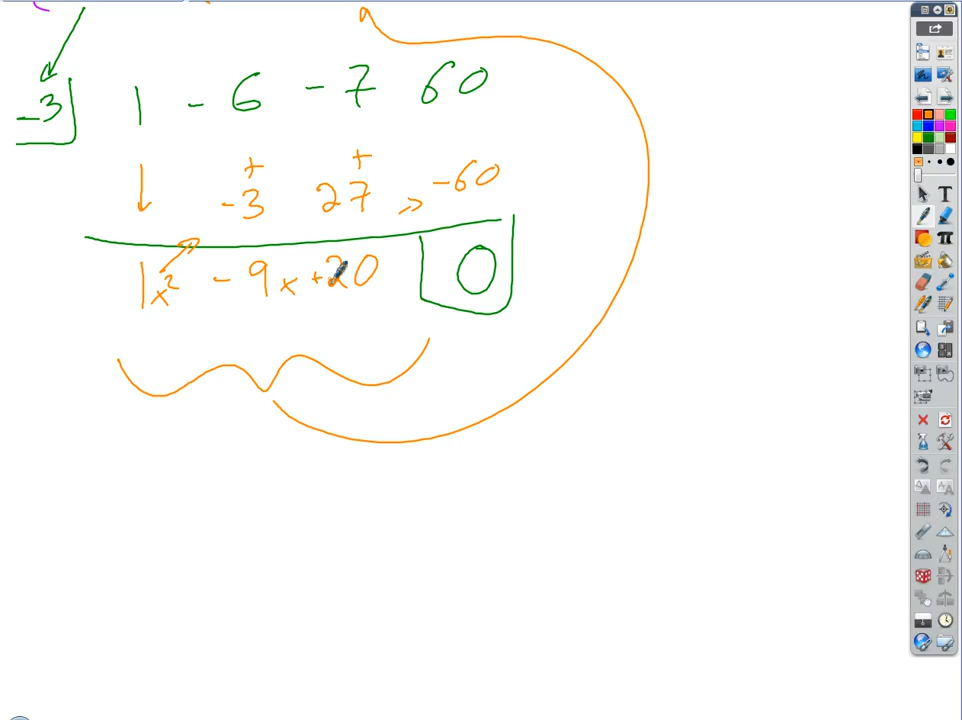 -3 1 - 6 - 7 60
+ +
- 3 27 -60
1x² - 9x + 20 0
T
π
A A